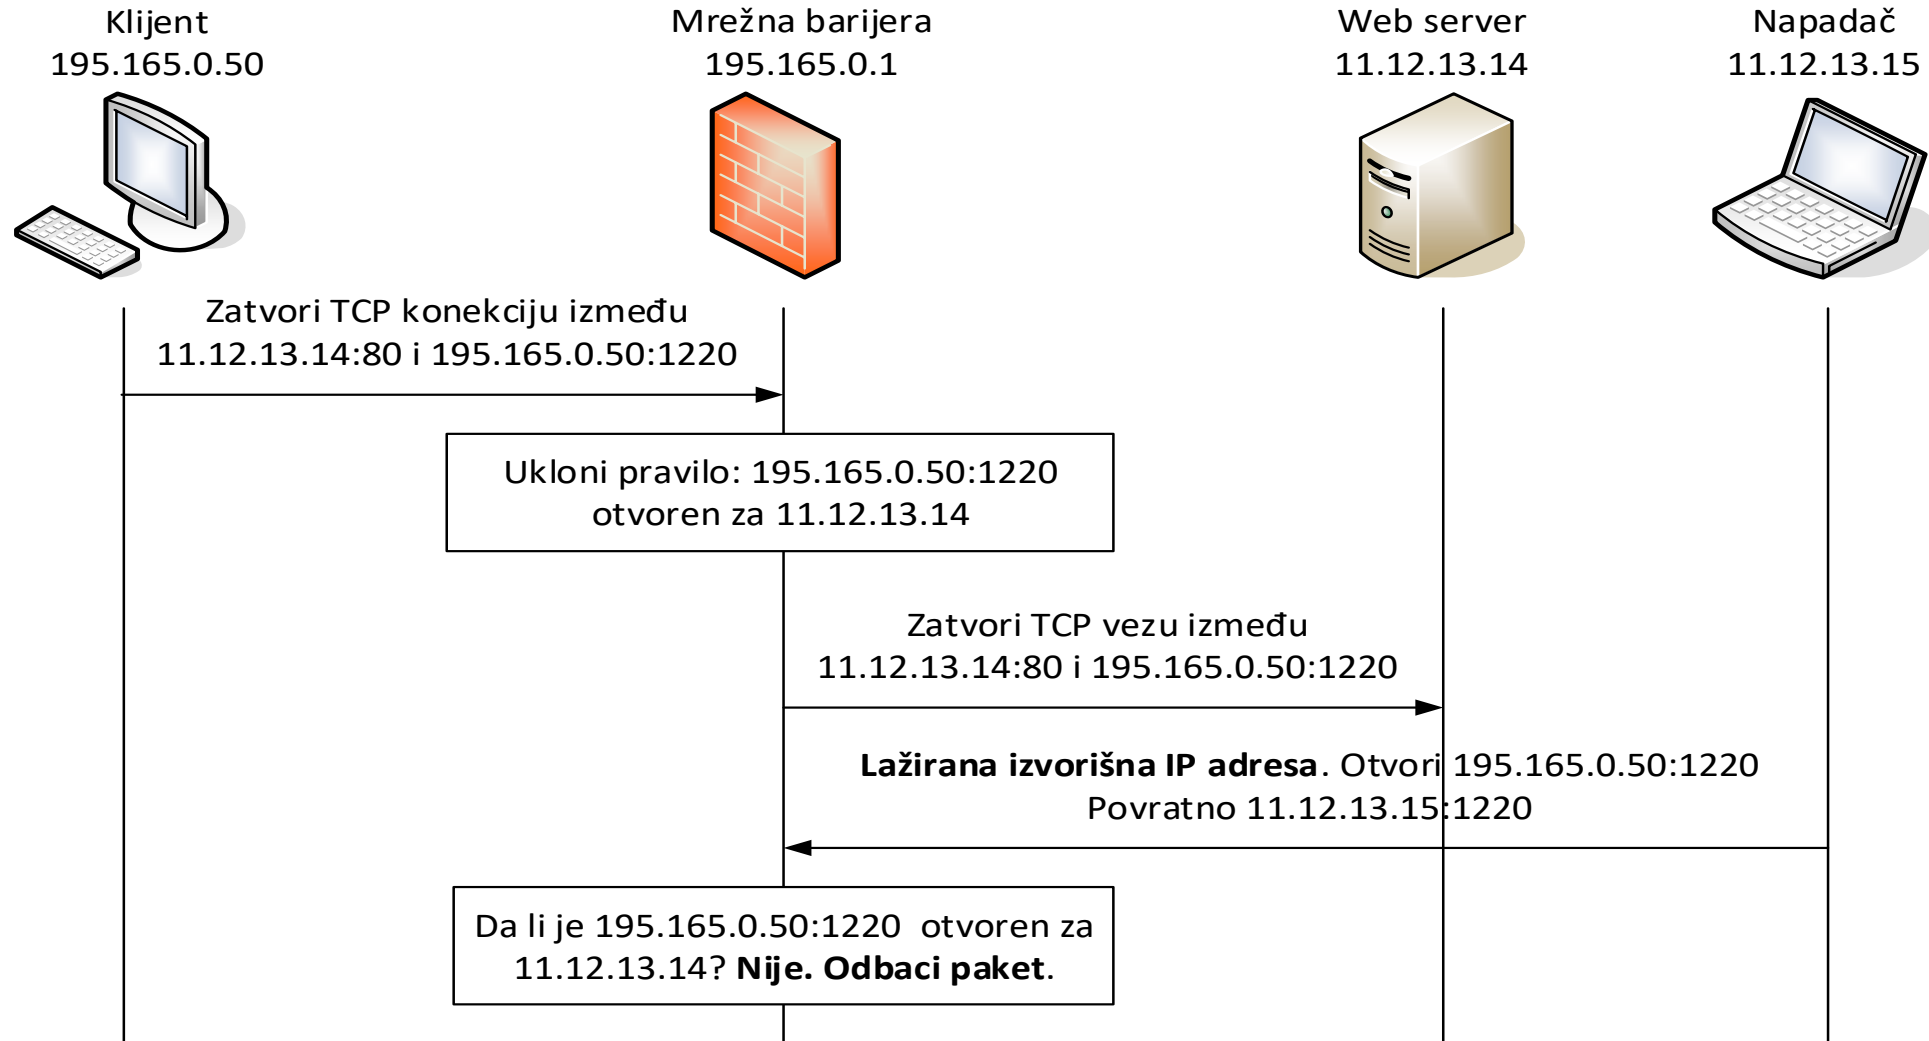 Klijent
195.165.0.50
Mrežna barijera
195.165.0.1
Web server
11.12.13.14
Napadač
11.12.13.15
Zatvori TCP konekciju između
11.12.13.14:80 i 195.165.0.50:1220
Ukloni pravilo: 195.165.0.50:1220
otvoren za 11.12.13.14
Zatvori TCP vezu između
11.12.13.14:80 i 195.165.0.50:1220
Lažirana izvorišna IP adresa. Otvori 195.165.0.50:1220
Povratno 11.12.13.15:1220
Da li je 195.165.0.50:1220 otvoren za
11.12.13.14? Nije. Odbaci paket.